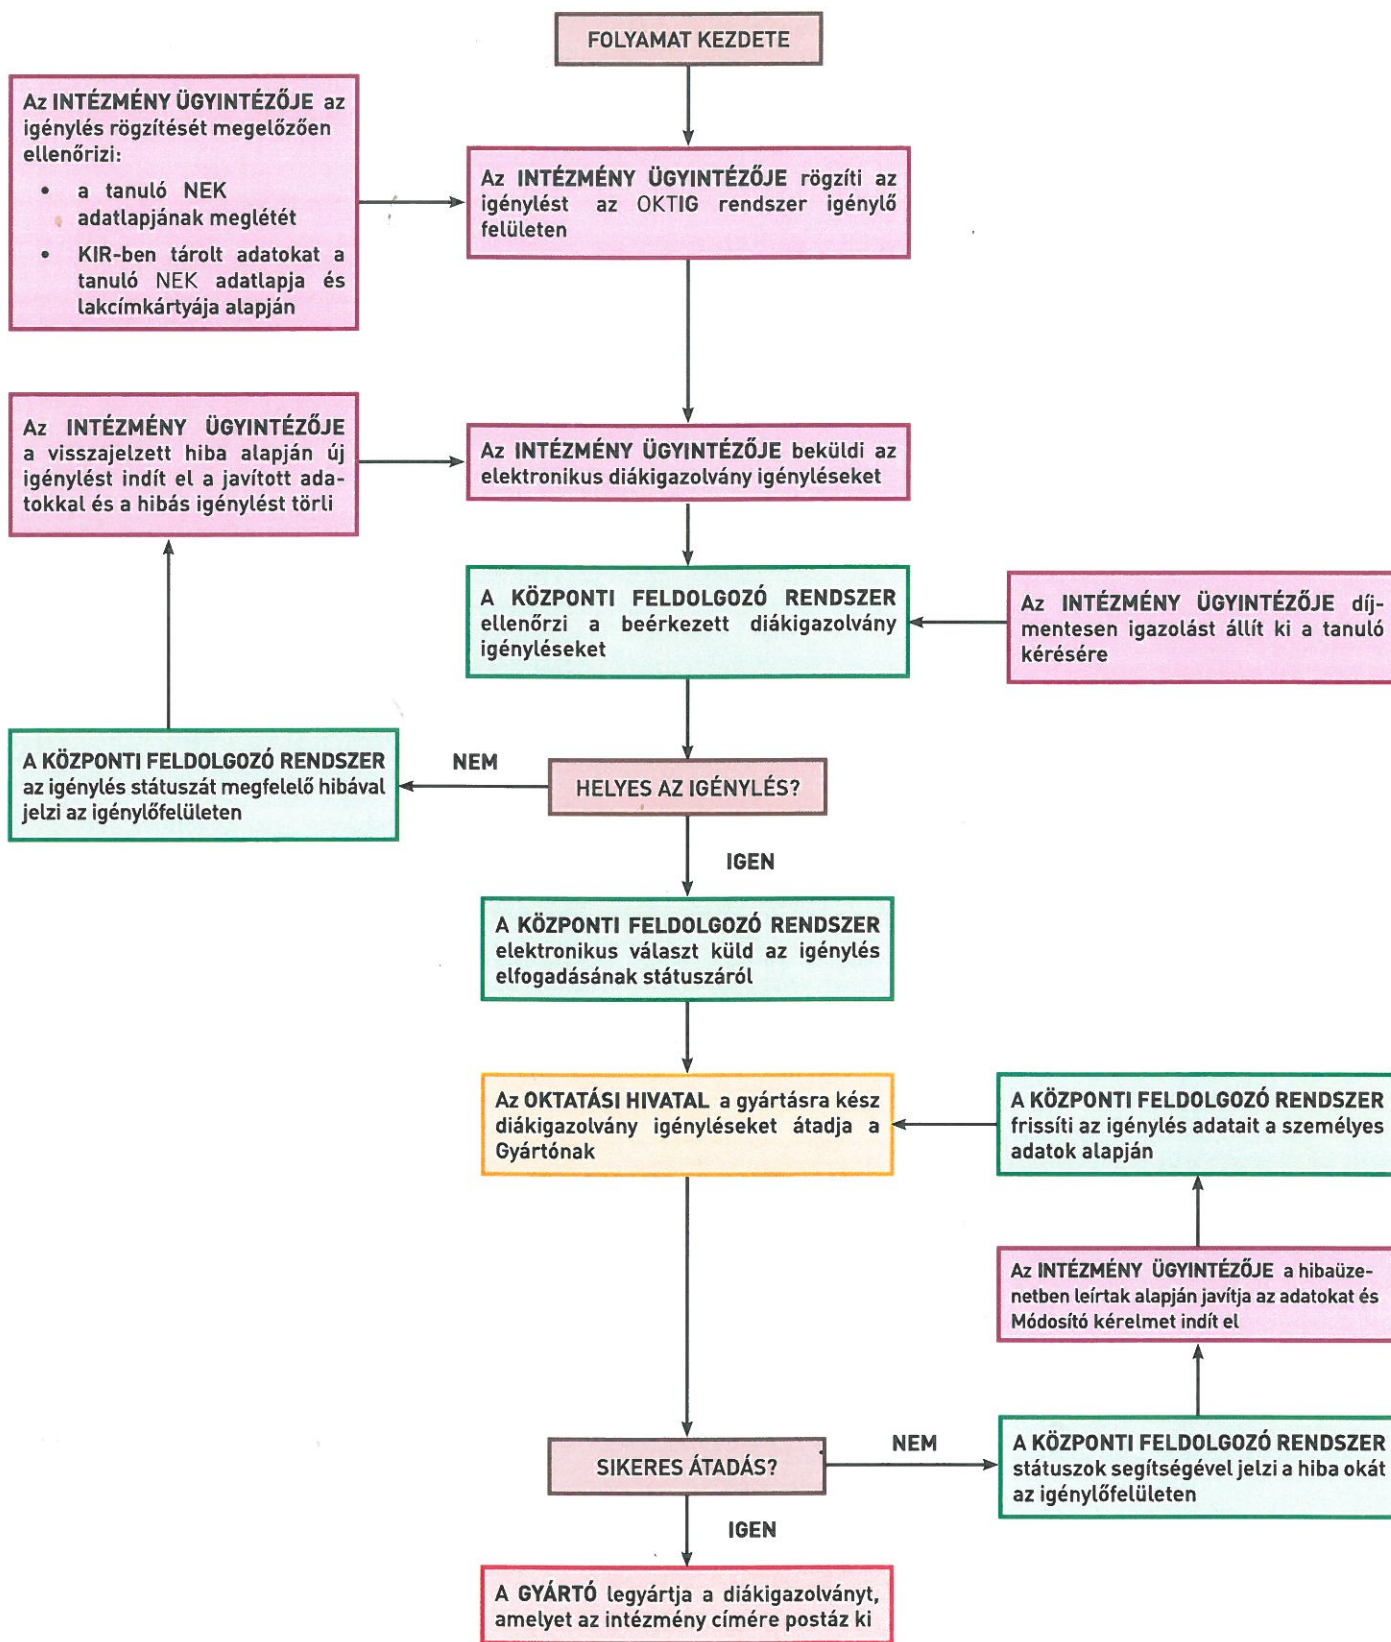 FOLYAMAT KEZDETE
Az INTÉZMÉNY ÜGYINTÉZŐJE az
igénylés rögzítését megelőzően
ellenőrizi:
• a tanuló NEK
adatlapjának meglétét
• KIR-ben tárolt adatokat a
tanuló NEK adatlapja és
lakcímkártyája alapján
Az INTÉZMÉNY ÜGYINTÉZŐJE rögzíti az
igénylést az OKTIG rendszer igénylő
felületen
Az INTÉZMÉNY ÜGYINTÉZŐJE
a visszajelzett hiba alapján új
igénylést indít el a javított ada-
tokkal és a hibás igénylést törli
Az INTÉZMÉNY ÜGYINTÉZŐJE beküldi az
elektronikus diákigazolvány igényléseket
A KÖZPONTI FELDOLGOZÓ RENDSZER
ellenőrzi a beérkezett diákigazolvány
igényléseket
Az INTÉZMÉNY ÜGYINTÉZŐJE díj-
mentesen igazolást állít ki a tanuló
kérésére
A KÖZPONTI FELDOLGOZÓ RENDSZER
az igénylés státuszát megfelelő hibával
jelzi az igénylőfelületen
NEM
HELYES AZ IGÉNYLÉS?
IGEN
A KÖZPONTI FELDOLGOZÓ RENDSZER
elektronikus választ küld az igénylés
elfogadásának státuszáról
Az OKTATÁSI HIVATAL a gyártásra kész
diákigazolvány igényléseket átadja a
Gyártónak
A KÖZPONTI FELDOLGOZÓ RENDSZER
frissíti az igénylés adatait a személyes
adatok alapján
Az INTÉZMÉNY ÜGYINTÉZŐJE a hibaüze-
netben leírtak alapján javítja az adatokat és
Módosító kérelmet indít el
SIKERES ÁTADÁS?
NEM
A KÖZPONTI FELDOLGOZÓ RENDSZER
státuszok segítségével jelzi a hiba okát
az igénylőfelületen
IGEN
A GYÁRTÓ legyártja a diákigazolványt,
amelyet az intézmény címére postáz ki